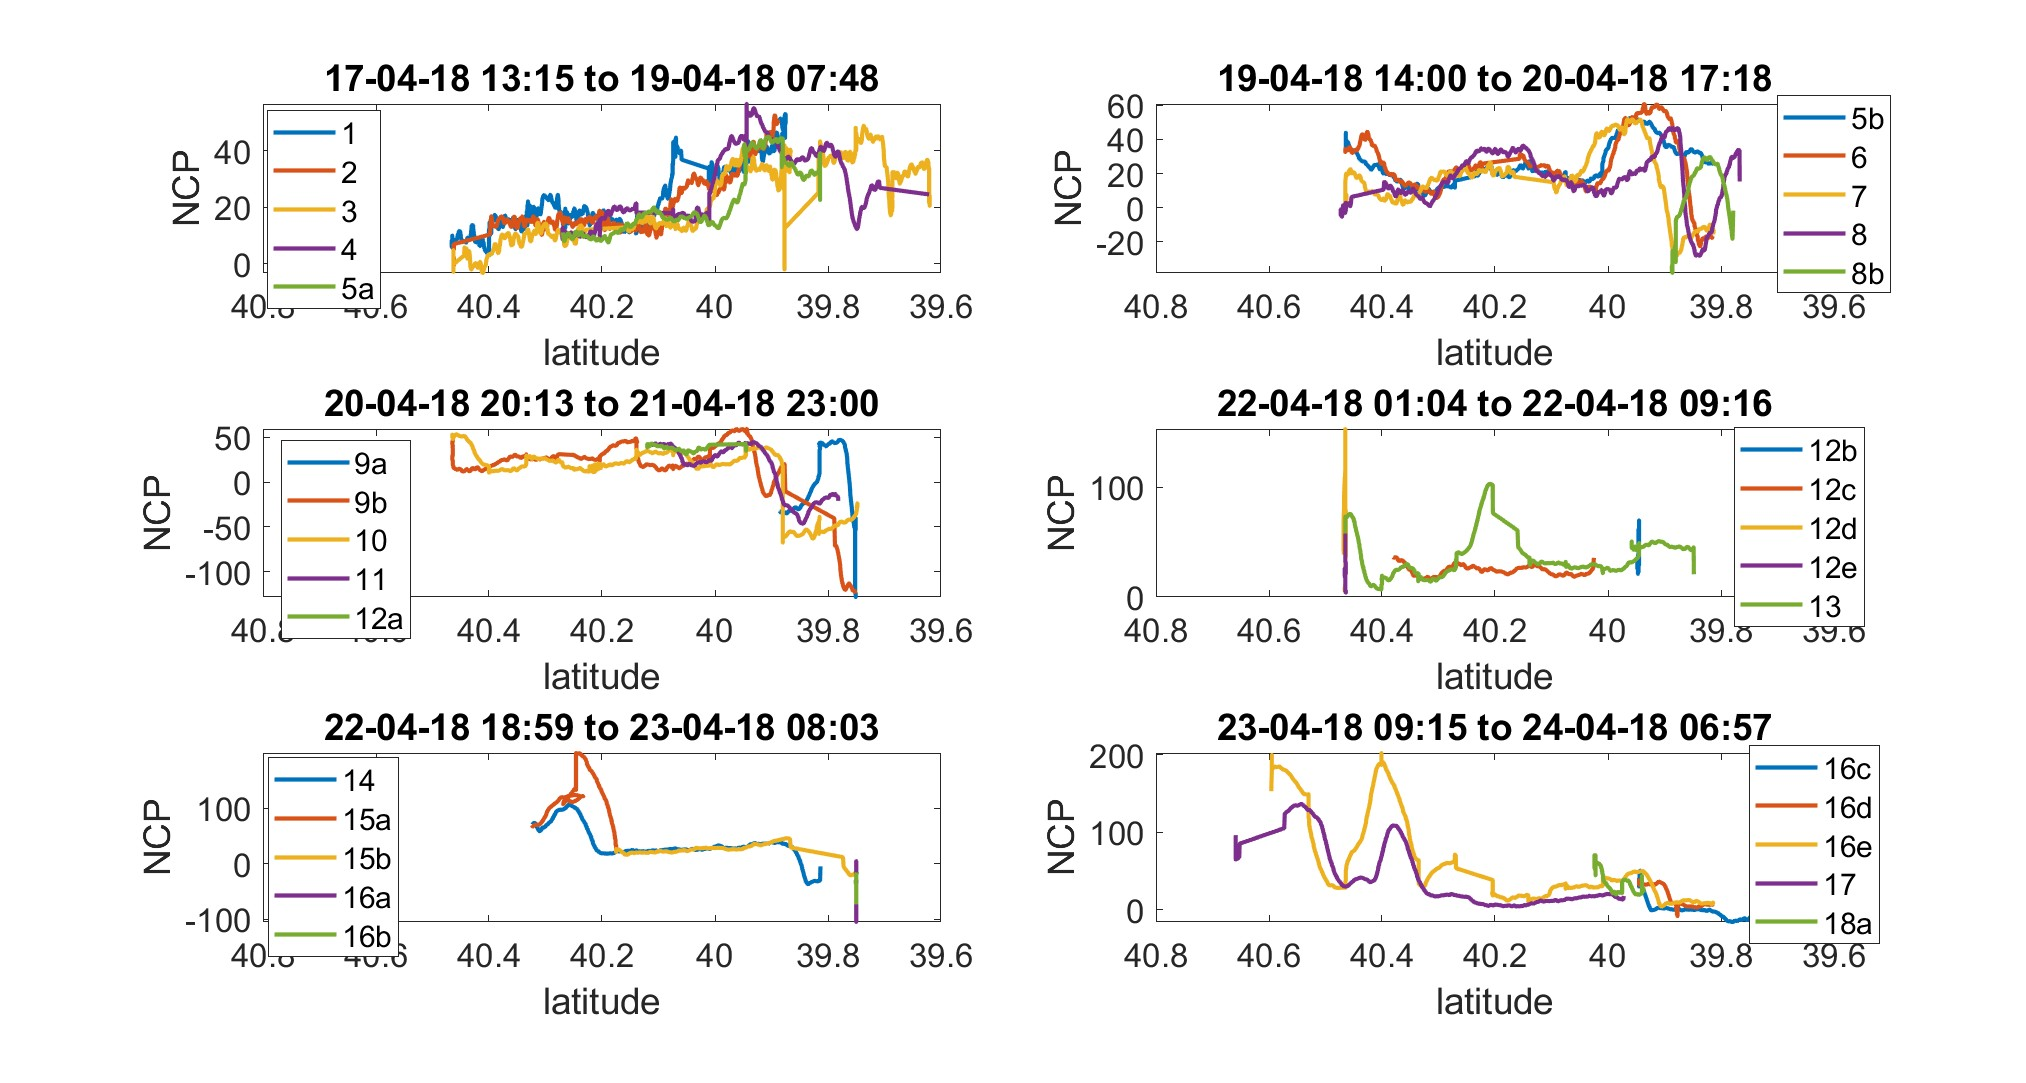 17-04-18 13:15 to 19-04-18 07:48
NCP
40
20
0
1
2
3
4
5a
40.4 40.2 40 39.8 39.6
latitude
19-04-18 14:00 to 20-04-18 17:18
NCP
60
40
20
0
-20
5b
6
7
8
8b
40.8 40.6 40.4 40.2 40 39.8 39.6
latitude
20-04-18 20:13 to 21-04-18 23:00
NCP
50
0
-50
-100
9a
9b
10
11
12a
40.4 40.2 40 39.8 39.6
latitude
22-04-18 01:04 to 22-04-18 09:16
NCP
100
0
12b
12c
12d
12e
13
40.8 40.6 40.4 40.2 40 39.8 39.6
latitude
22-04-18 18:59 to 23-04-18 08:03
NCP
100
0
-100
14
15a
15b
16a
16b
40.8 40.6 40.4 40.2 40 39.8 39.6
latitude
23-04-18 09:15 to 24-04-18 06:57
NCP
200
100
0
16c
16d
16e
17
18a
40.8 40.6 40.4 40.2 40 39.8 39.6
latitude